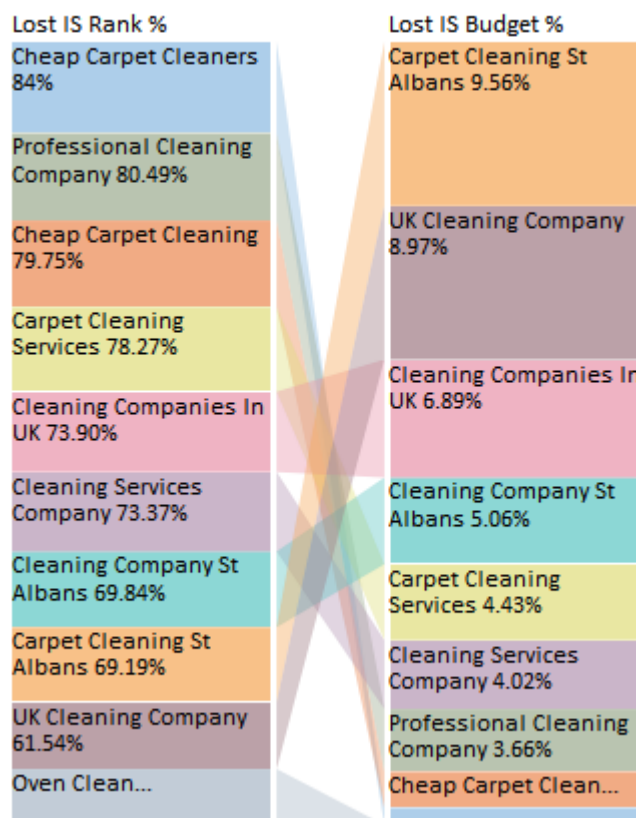 Lost IS Rank %
Cheap Carpet Cleaners
84%
Professional Cleaning
Company 80.49%
Cheap Carpet Cleaning
79.75%
Carpet Cleaning
Services 78.27%
Cleaning Companies In
UK 73.90%
Cleaning Services
Company 73.37%
Cleaning Company St
Albans 69.84%
Carpet Cleaning St
Albans 69.19%
UK Cleaning Company
61.54%
Oven Clean...
Lost IS Budget %
Carpet Cleaning St
Albans 9.56%
UK Cleaning Company
8.97%
Cleaning Companies In
UK 6.89%
Cleaning Company St
Albans 5.06%
Carpet Cleaning
Services 4.43%
Cleaning Services
Company 4.02%
Professional Cleaning
Company 3.66%
Cheap Carpet Clean...